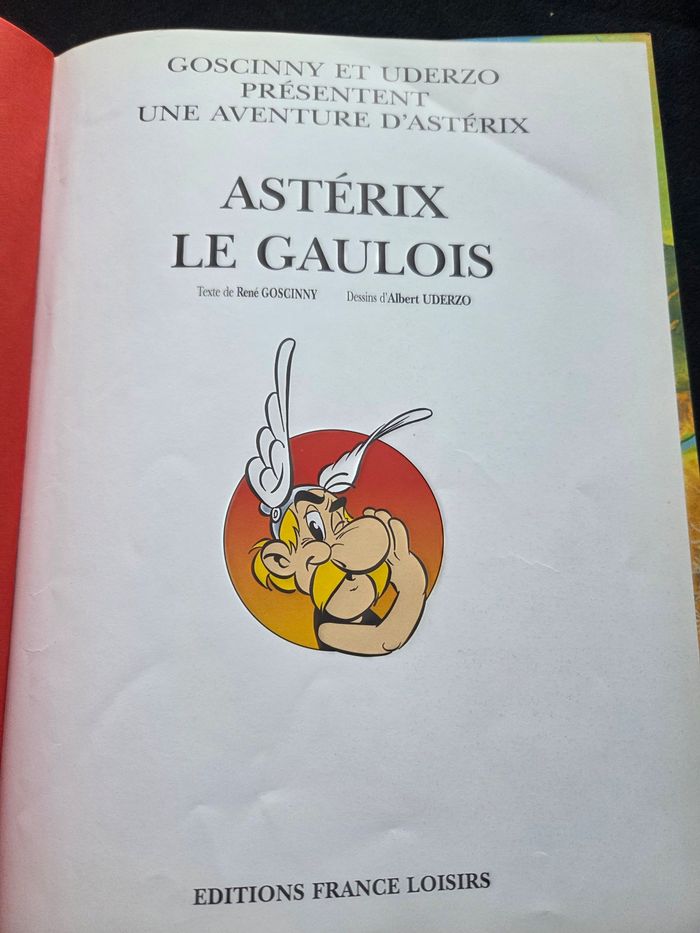 GOSCINNY ET UDERZO
PRÉSENTENT
UNE AVENTURE D'ASTÉRIX
ASTÉRIX
LE GAULOIS
Texte de René GOSCINNY Dessins d'Albert UDERZO
EDITIONS FRANCE LOISIRS